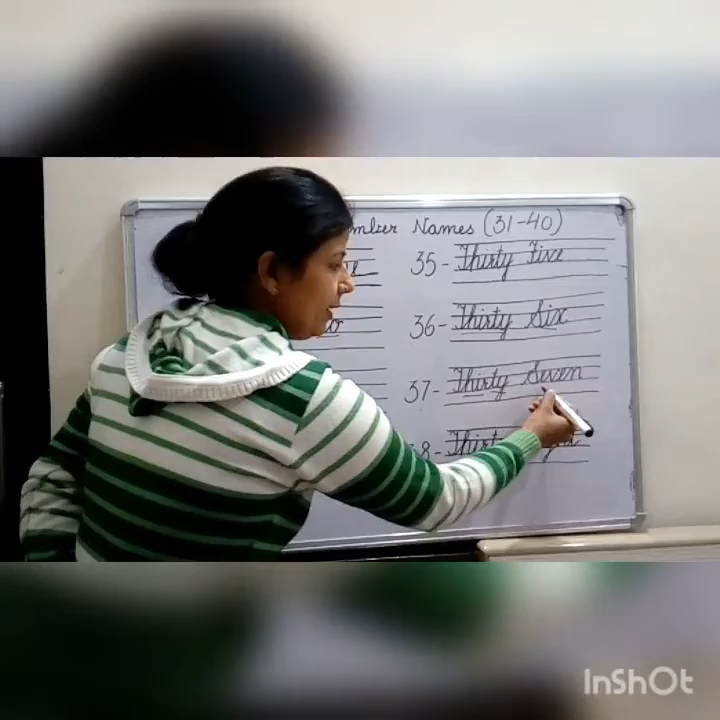 Names (31-40)
35- Thirty Five
36- Thirty Six
37- Thirty Seven
InShOt